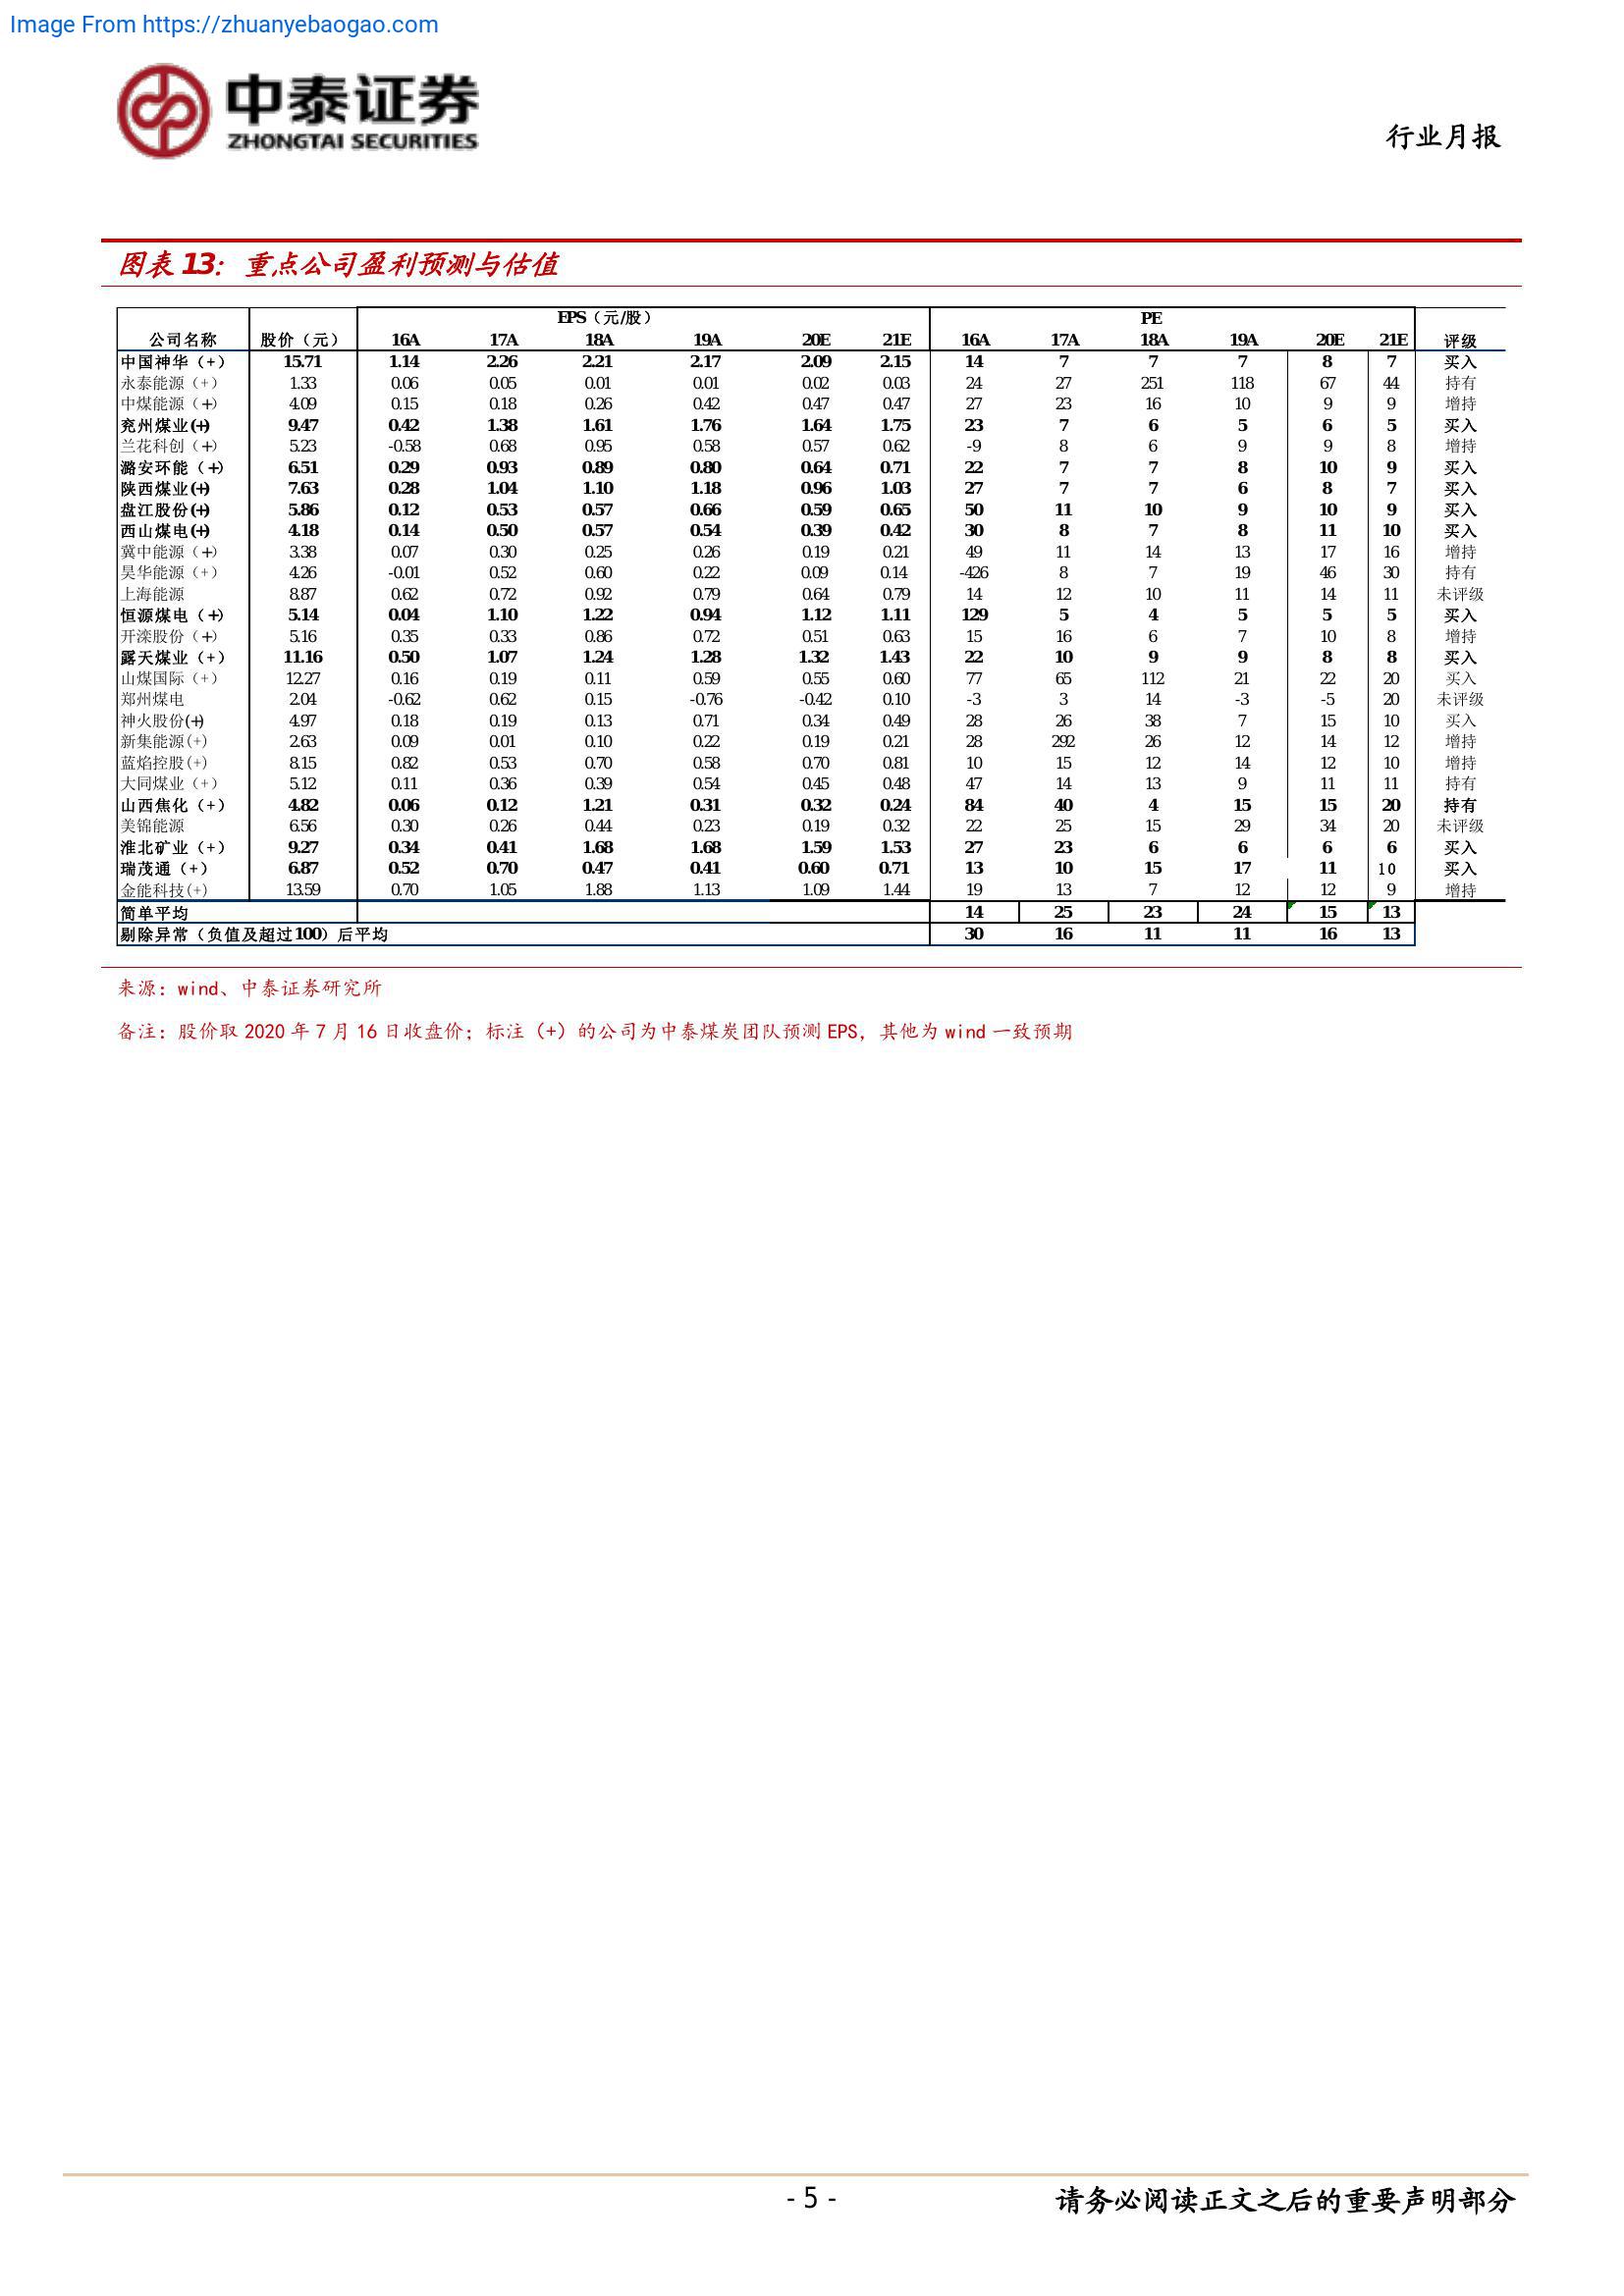 Image From https://zhuanyebaogao.com
中泰证券
ZHONGTAI SECURITIES
行业月报
图表 13：重点公司盈利预测与估值
EPS（元/股） PE
公司名称 股价（元） 16A 17A 18A 19A 20E 21E 16A 17A 18A 19A 20E 21E 评级
中国神华（+） 15.71 1.14 2.26 2.21 2.17 2.09 2.15 14 7 7 7 8 7 买入
永泰能源（+） 1.33 0.06 0.05 0.01 0.01 0.02 0.03 24 27 251 118 67 44 持有
中煤能源（+） 4.09 0.15 0.18 0.26 0.42 0.47 0.47 27 23 16 10 9 9 增持
兖州煤业(+) 9.47 0.42 1.38 1.61 1.76 1.64 1.75 23 7 6 5 6 5 买入
兰花科创（+） 5.23 -0.58 0.68 0.95 0.58 0.57 0.62 -9 8 6 9 9 8 增持
潞安环能（+） 6.51 0.29 0.93 0.89 0.80 0.64 0.71 22 7 7 8 10 9 买入
陕西煤业(+) 7.63 0.28 1.04 1.10 1.18 0.96 1.03 27 7 7 6 8 7 买入
盘江股份(+) 5.86 0.12 0.53 0.57 0.66 0.59 0.65 50 11 10 9 10 9 买入
西山煤电(+) 4.18 0.14 0.50 0.57 0.54 0.39 0.42 30 8 7 8 11 10 买入
冀中能源（+） 3.38 0.07 0.30 0.25 0.26 0.19 0.21 49 11 14 13 17 16 增持
昊华能源（+） 4.26 -0.01 0.52 0.60 0.22 0.09 0.14 -426 8 7 19 46 30 持有
上海能源 8.87 0.62 0.72 0.92 0.79 0.64 0.79 14 12 10 11 14 11 未评级
恒源煤电（+） 5.14 0.04 1.10 1.22 0.94 1.12 1.11 129 5 4 5 5 5 买入
开滦股份（+） 5.16 0.35 0.33 0.86 0.72 0.51 0.63 15 16 6 7 10 8 增持
露天煤业（+） 11.16 0.50 1.07 1.24 1.28 1.32 1.43 22 10 9 9 8 8 买入
山煤国际（+） 12.27 0.16 0.19 0.11 0.59 0.55 0.60 77 65 112 21 22 20 买入
郑州煤电 2.04 -0.62 0.62 0.15 -0.76 -0.42 0.10 -3 3 14 -3 -5 20 未评级
神火股份(+) 4.97 0.18 0.19 0.13 0.71 0.34 0.49 28 26 38 7 15 10 买入
新集能源(+) 2.63 0.09 0.01 0.10 0.22 0.19 0.21 28 292 26 12 14 12 增持
蓝焰控股(+) 8.15 0.82 0.53 0.70 0.58 0.70 0.81 10 15 12 14 12 10 增持
大同煤业（+） 5.12 0.11 0.36 0.39 0.54 0.45 0.48 47 14 13 9 11 11 持有
山西焦化（+） 4.82 0.06 0.12 1.21 0.31 0.32 0.24 84 40 4 15 15 20 持有
美锦能源 6.56 0.30 0.26 0.44 0.23 0.19 0.32 22 25 15 29 34 20 未评级
淮北矿业（+） 9.27 0.34 0.41 1.68 1.68 1.59 1.53 27 23 6 6 6 6 买入
瑞茂通（+） 6.87 0.52 0.70 0.47 0.41 0.60 0.71 13 10 15 17 11 10 买入
金能科技(+) 13.59 0.70 1.05 1.88 1.13 1.09 1.44 19 13 7 12 12 9 增持
简单平均 14 25 23 24 15 13
剔除异常（负值及超过100）后平均 30 16 11 11 16 13
来源：wind、中泰证券研究所
备注：股价取 2020 年 7 月 16 日收盘价；标注（+）的公司为中泰煤炭团队预测 EPS，其他为 wind 一致预期
- 5 -
请务必阅读正文之后的重要声明部分